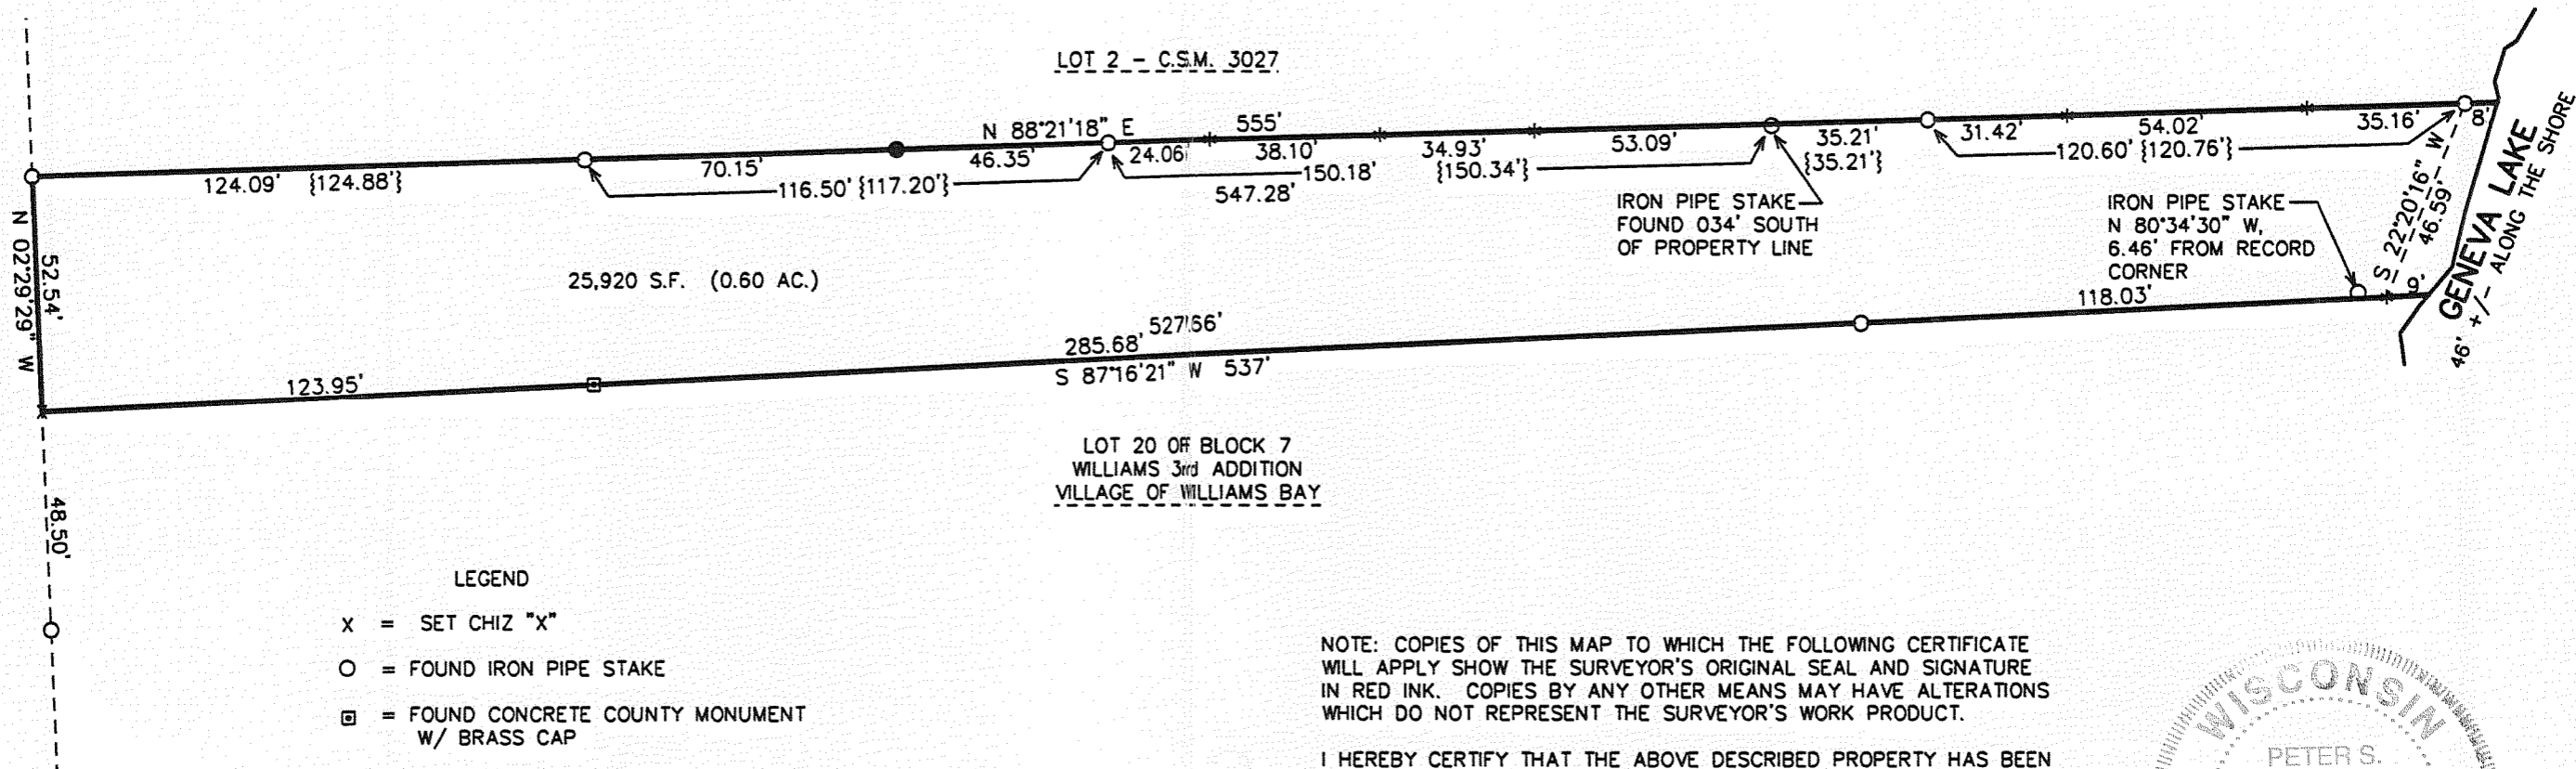 LOT 2 - C.S.M. 3027
N 88°21'18" E
555'
124.09' {124.88'}
70.15'
116.50' {117.20'}
46.35'
24.06'
38.10'
150.18'
547.28'
34.93'
{150.34'}
53.09'
35.21'
{35.21'}
31.42'
54.02'
120.60' {120.76'}
35.16'
8'
N 02°29'29" W
52.54'
25,920 S.F. (0.60 AC.)
IRON PIPE STAKE
FOUND 034' SOUTH
OF PROPERTY LINE
IRON PIPE STAKE
N 80°34'30" W,
6.46' FROM RECORD
CORNER
S 22°20'16" W
46.59'
GENEVA LAKE
46' +/- ALONG THE SHORE
9'
118.03'
527.66'
285.68'
S 87°16'21" W 537'
123.95'
48.50'
LOT 20 OF BLOCK 7
WILLIAMS 3rd ADDITION
VILLAGE OF WILLIAMS BAY
LEGEND
X = SET CHIZ "X"
O = FOUND IRON PIPE STAKE
= FOUND CONCRETE COUNTY MONUMENT
W/ BRASS CAP
NOTE: COPIES OF THIS MAP TO WHICH THE FOLLOWING CERTIFICATE
WILL APPLY SHOW THE SURVEYOR'S ORIGINAL SEAL AND SIGNATURE
IN RED INK. COPIES BY ANY OTHER MEANS MAY HAVE ALTERATIONS
WHICH DO NOT REPRESENT THE SURVEYOR'S WORK PRODUCT.
I HEREBY CERTIFY THAT THE ABOVE DESCRIBED PROPERTY HAS BEEN
WISCONSIN
PETER S.